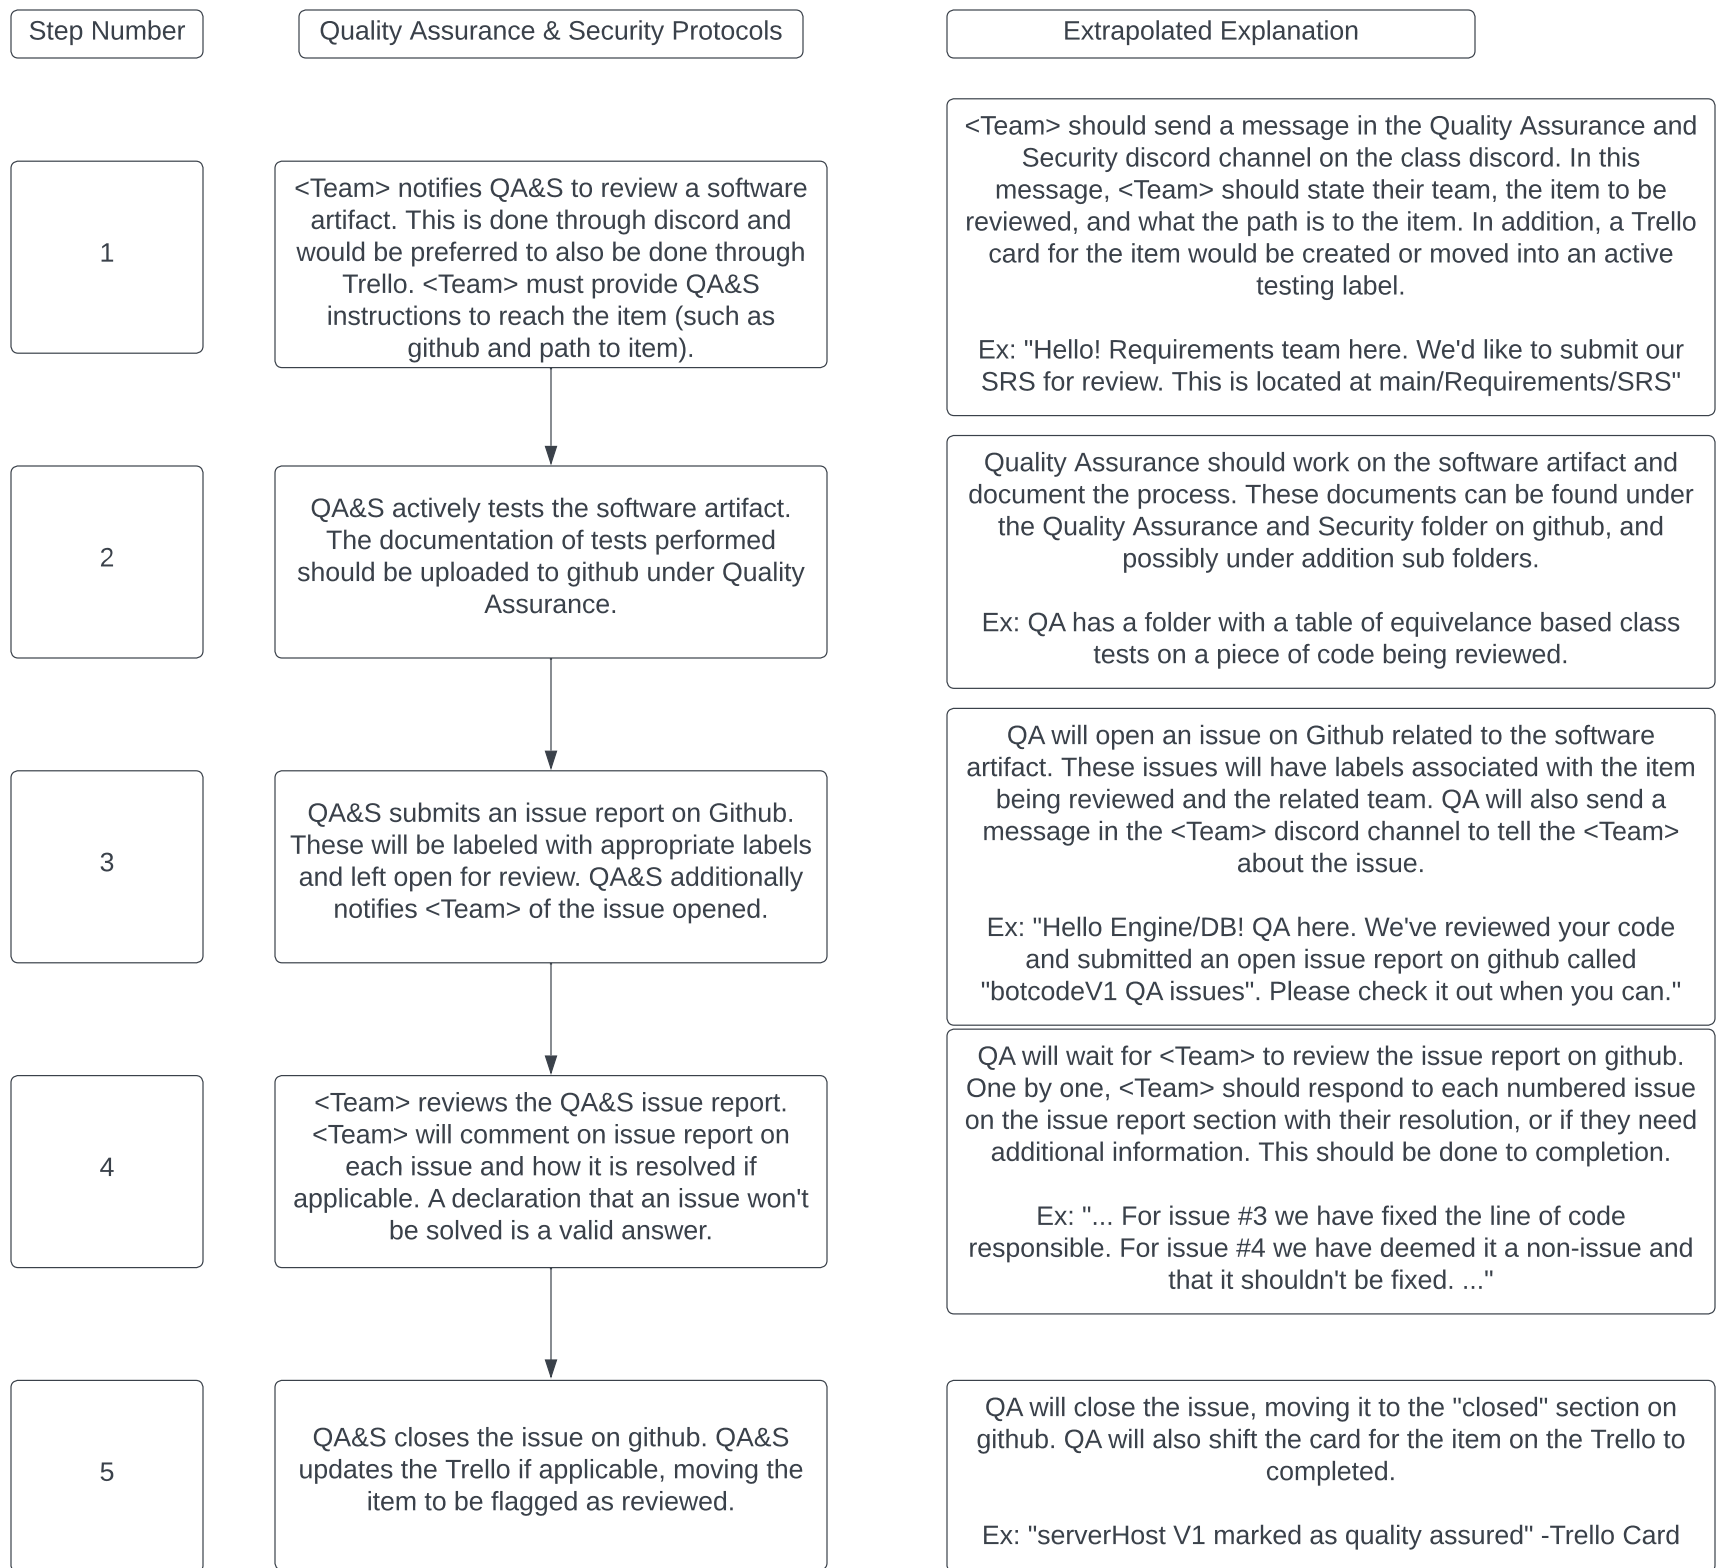 Step Number
Quality Assurance & Security Protocols
Extrapolated Explanation
1
<Team> notifies QA&S to review a software
artifact. This is done through discord and
would be preferred to also be done through
Trello. <Team> must provide QA&S
instructions to reach the item (such as
github and path to item).
<Team> should send a message in the Quality Assurance and
Security discord channel on the class discord. In this
message, <Team> should state their team, the item to be
reviewed, and what the path is to the item. In addition, a Trello
card for the item would be created or moved into an active
testing label.
Ex: "Hello! Requirements team here. We'd like to submit our
SRS for review. This is located at main/Requirements/SRS"
2
QA&S actively tests the software artifact.
The documentation of tests performed
should be uploaded to github under Quality
Assurance.
Quality Assurance should work on the software artifact and
document the process. These documents can be found under
the Quality Assurance and Security folder on github, and
possibly under addition sub folders.
Ex: QA has a folder with a table of equivelance based class
tests on a piece of code being reviewed.
3
QA&S submits an issue report on Github.
These will be labeled with appropriate labels
and left open for review. QA&S additionally
notifies <Team> of the issue opened.
QA will open an issue on Github related to the software
artifact. These issues will have labels associated with the item
being reviewed and the related team. QA will also send a
message in the <Team> discord channel to tell the <Team>
about the issue.
Ex: "Hello Engine/DB! QA here. We've reviewed your code
and submitted an open issue report on github called
"botcodeV1 QA issues". Please check it out when you can."
4
<Team> reviews the QA&S issue report.
<Team> will comment on issue report on
each issue and how it is resolved if
applicable. A declaration that an issue won't
be solved is a valid answer.
QA will wait for <Team> to review the issue report on github.
One by one, <Team> should respond to each numbered issue
on the issue report section with their resolution, or if they need
additional information. This should be done to completion.
Ex: "... For issue #3 we have fixed the line of code
responsible. For issue #4 we have deemed it a non-issue and
that it shouldn't be fixed. ..."
5
QA&S closes the issue on github. QA&S
updates the Trello if applicable, moving the
item to be flagged as reviewed.
QA will close the issue, moving it to the "closed" section on
github. QA will also shift the card for the item on the Trello to
completed.
Ex: "serverHost V1 marked as quality assured" -Trello Card